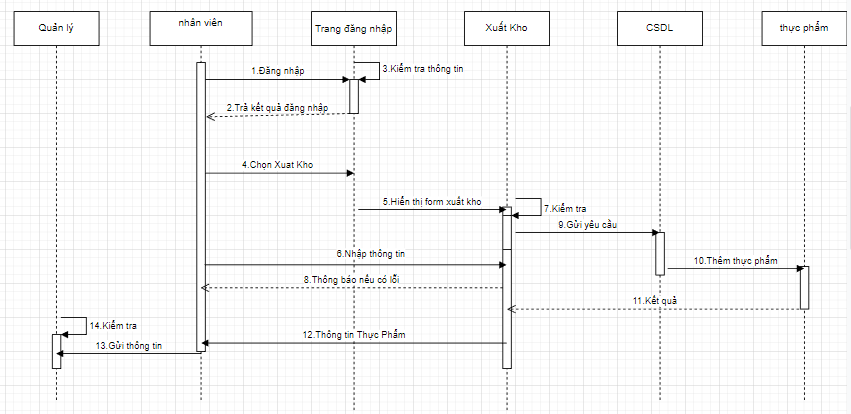 Quản lý
nhân viên
Trang đăng nhập
Xuất Kho
CSDL
thực phẩm
1.Đăng nhập
3.Kiểm tra thông tin
2.Trả kết quả đăng nhập
4.Chọn Xuat Kho
5.Hiển thị form xuất kho
7.Kiểm tra
9.Gửi yêu cầu
6.Nhập thông tin
10.Thêm thực phẩm
8.Thông báo nếu có lỗi
11.Kết quả
14.Kiểm tra
12.Thông tin Thực Phẩm
13.Gửi thông tin